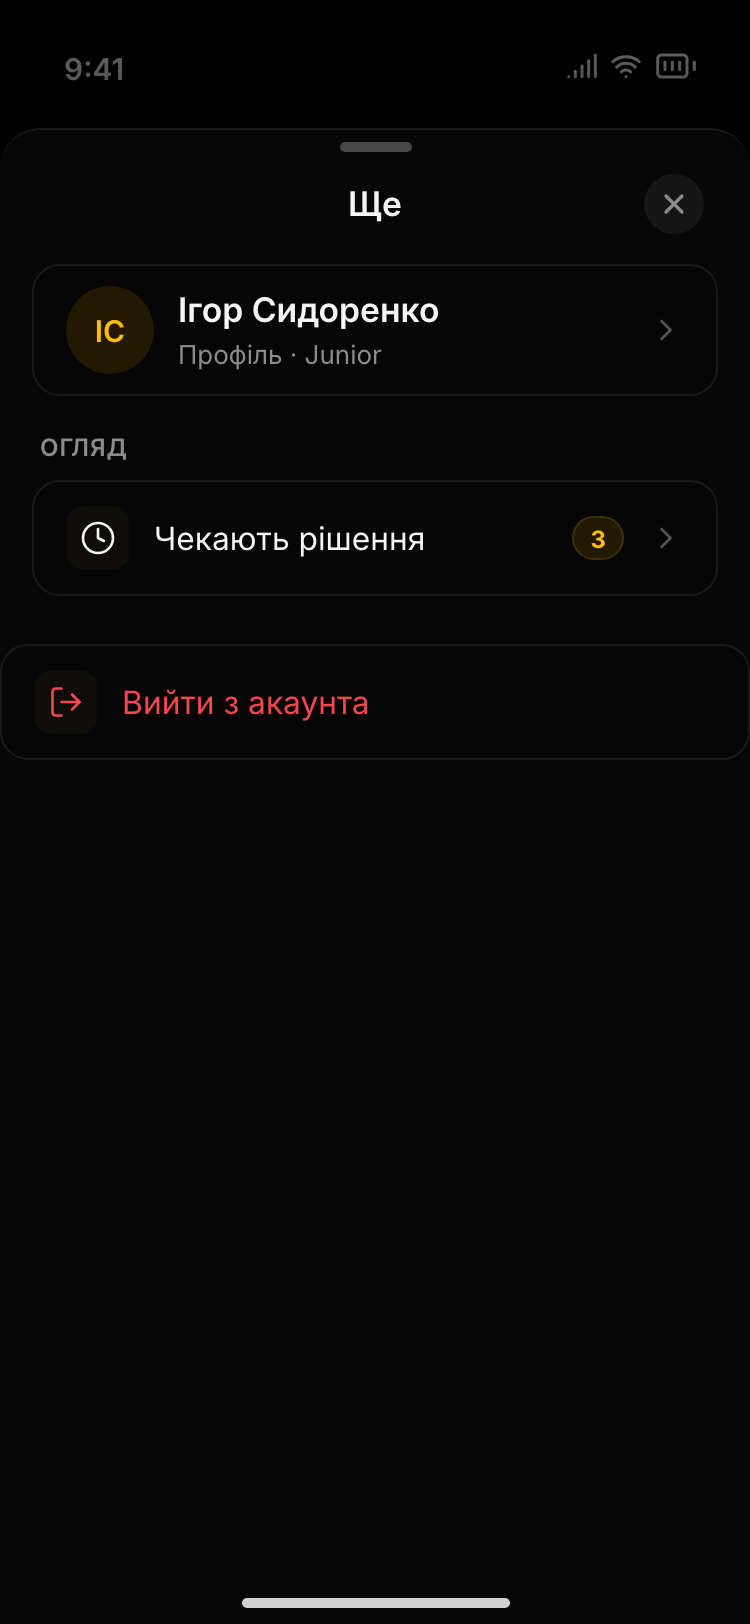 9:41
Ще
ІС
Ігор Сидоренко
Профіль · Junior
огляд
Чекають рішення
3
Вийти з акаунта